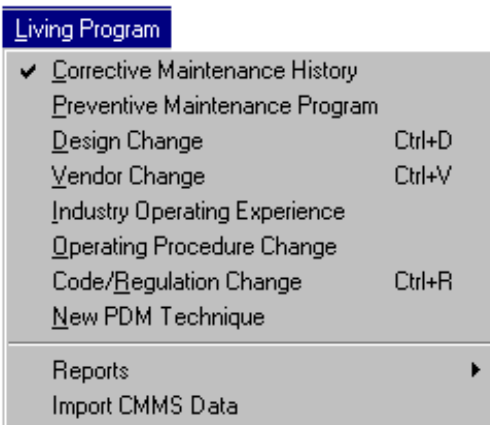 Living Program
Corrective Maintenance History
Preventive Maintenance Program
Design Change Ctrl+D
Vendor Change Ctrl+V
Industry Operating Experience
Operating Procedure Change
Code/Regulation Change Ctrl+R
New PDM Technique
Reports
Import CMMS Data